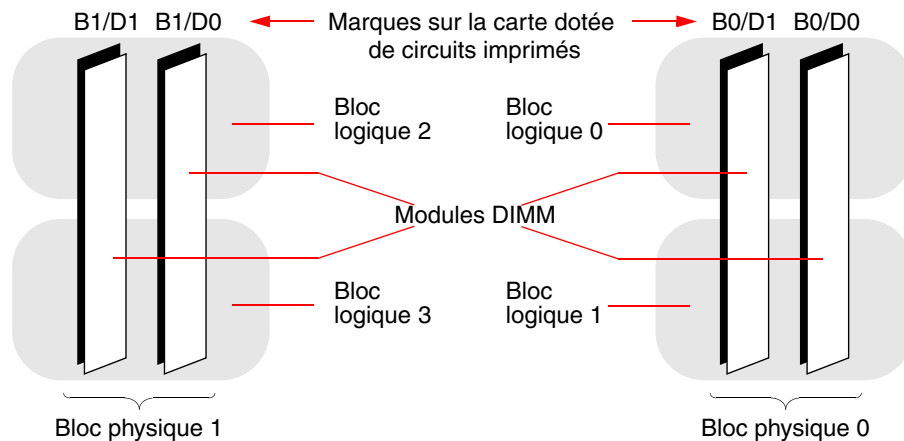 B1/D1 B1/D0
Marques sur la carte dotée
de circuits imprimés
B0/D1 B0/D0
Bloc
logique 2
Bloc
logique 0
Modules DIMM
Bloc
logique 3
Bloc
logique 1
Bloc physique 1
Bloc physique 0